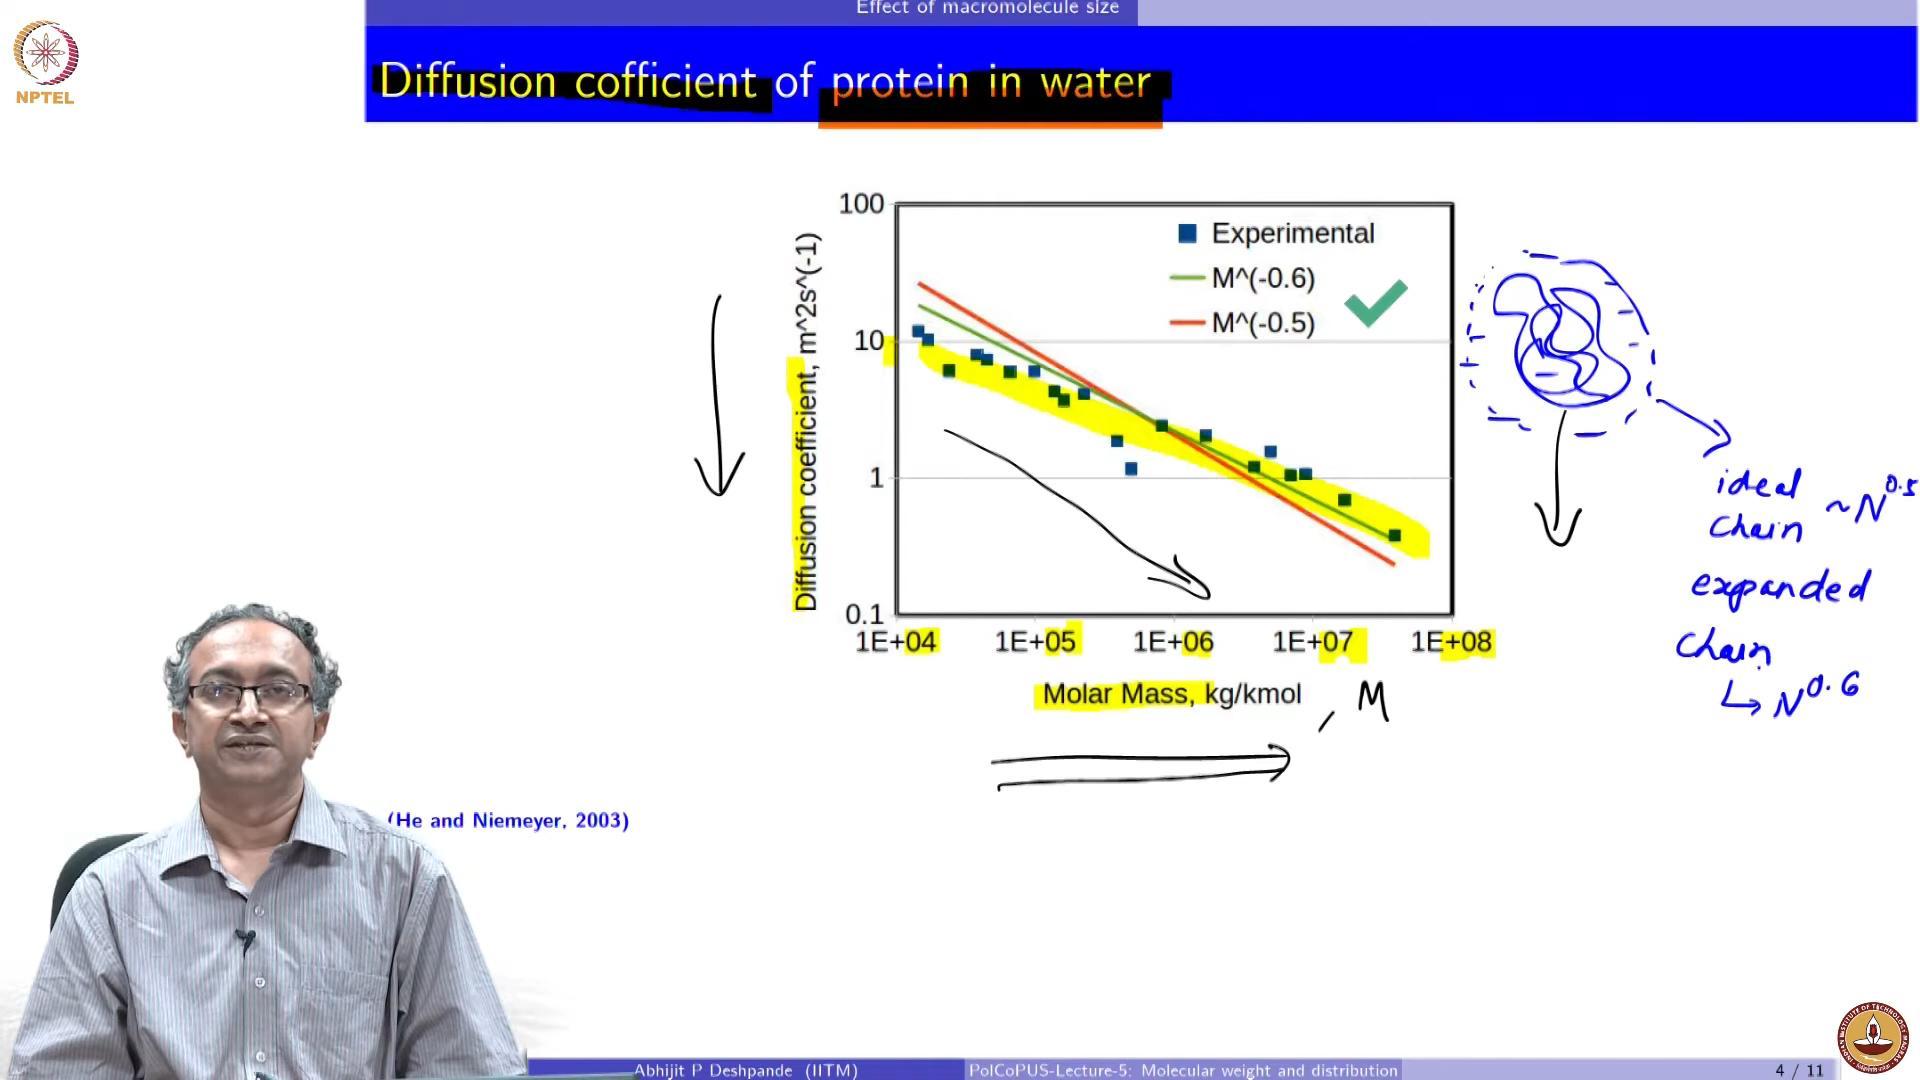 Effect of macromolecule size
NPTEL
Diffusion cofficient of protein in water
Diffusion coefficient, m^2s^(-1)
100
10
1
0.1
Experimental
M^(-0.6)
M^(-0.5)
1E+04 1E+05 1E+06 1E+07 1E+08
Molar Mass, kg/kmol , M
ideal
chain ~N^0.5
expanded
chain
↳ N^0.6
(He and Niemeyer, 2003)
Abhijit P Deshpande (IITM) PolCoPUS-Lecture-5: Molecular weight and distribution 4 / 11